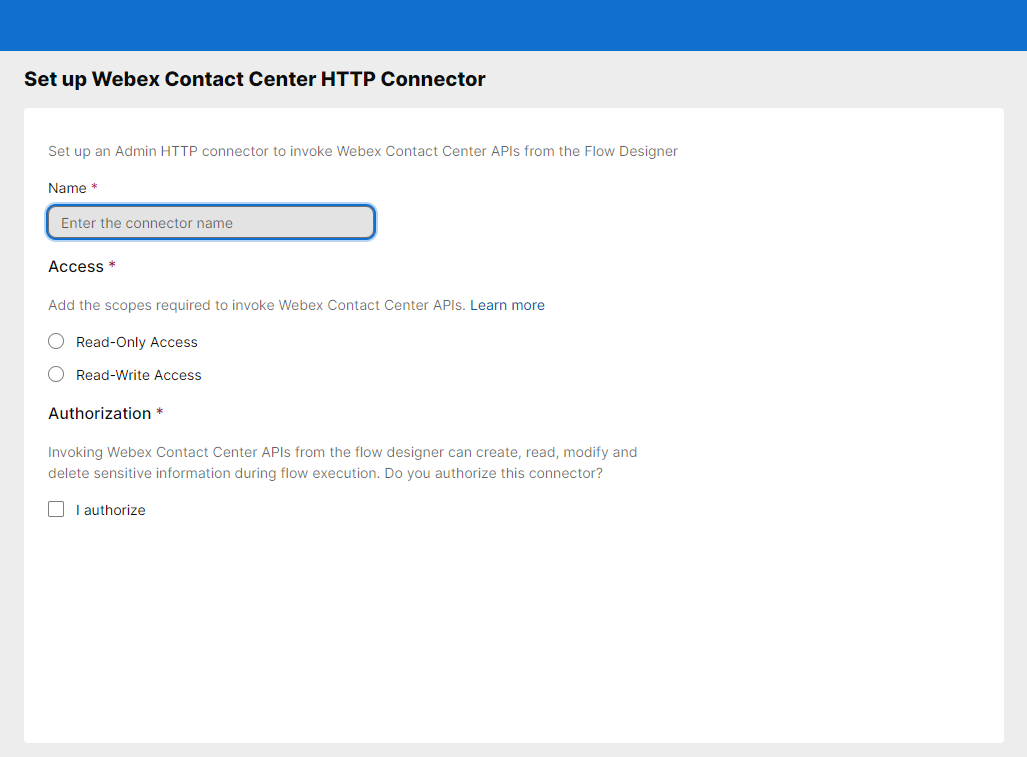 Set up Webex Contact Center HTTP Connector
Set up an Admin HTTP connector to invoke Webex Contact Center APIs from the Flow Designer
Name *
Enter the connector name
Access *
Add the scopes required to invoke Webex Contact Center APIs. Learn more
Read-Only Access
Read-Write Access
Authorization *
Invoking Webex Contact Center APIs from the flow designer can create, read, modify and
delete sensitive information during flow execution. Do you authorize this connector?
I authorize